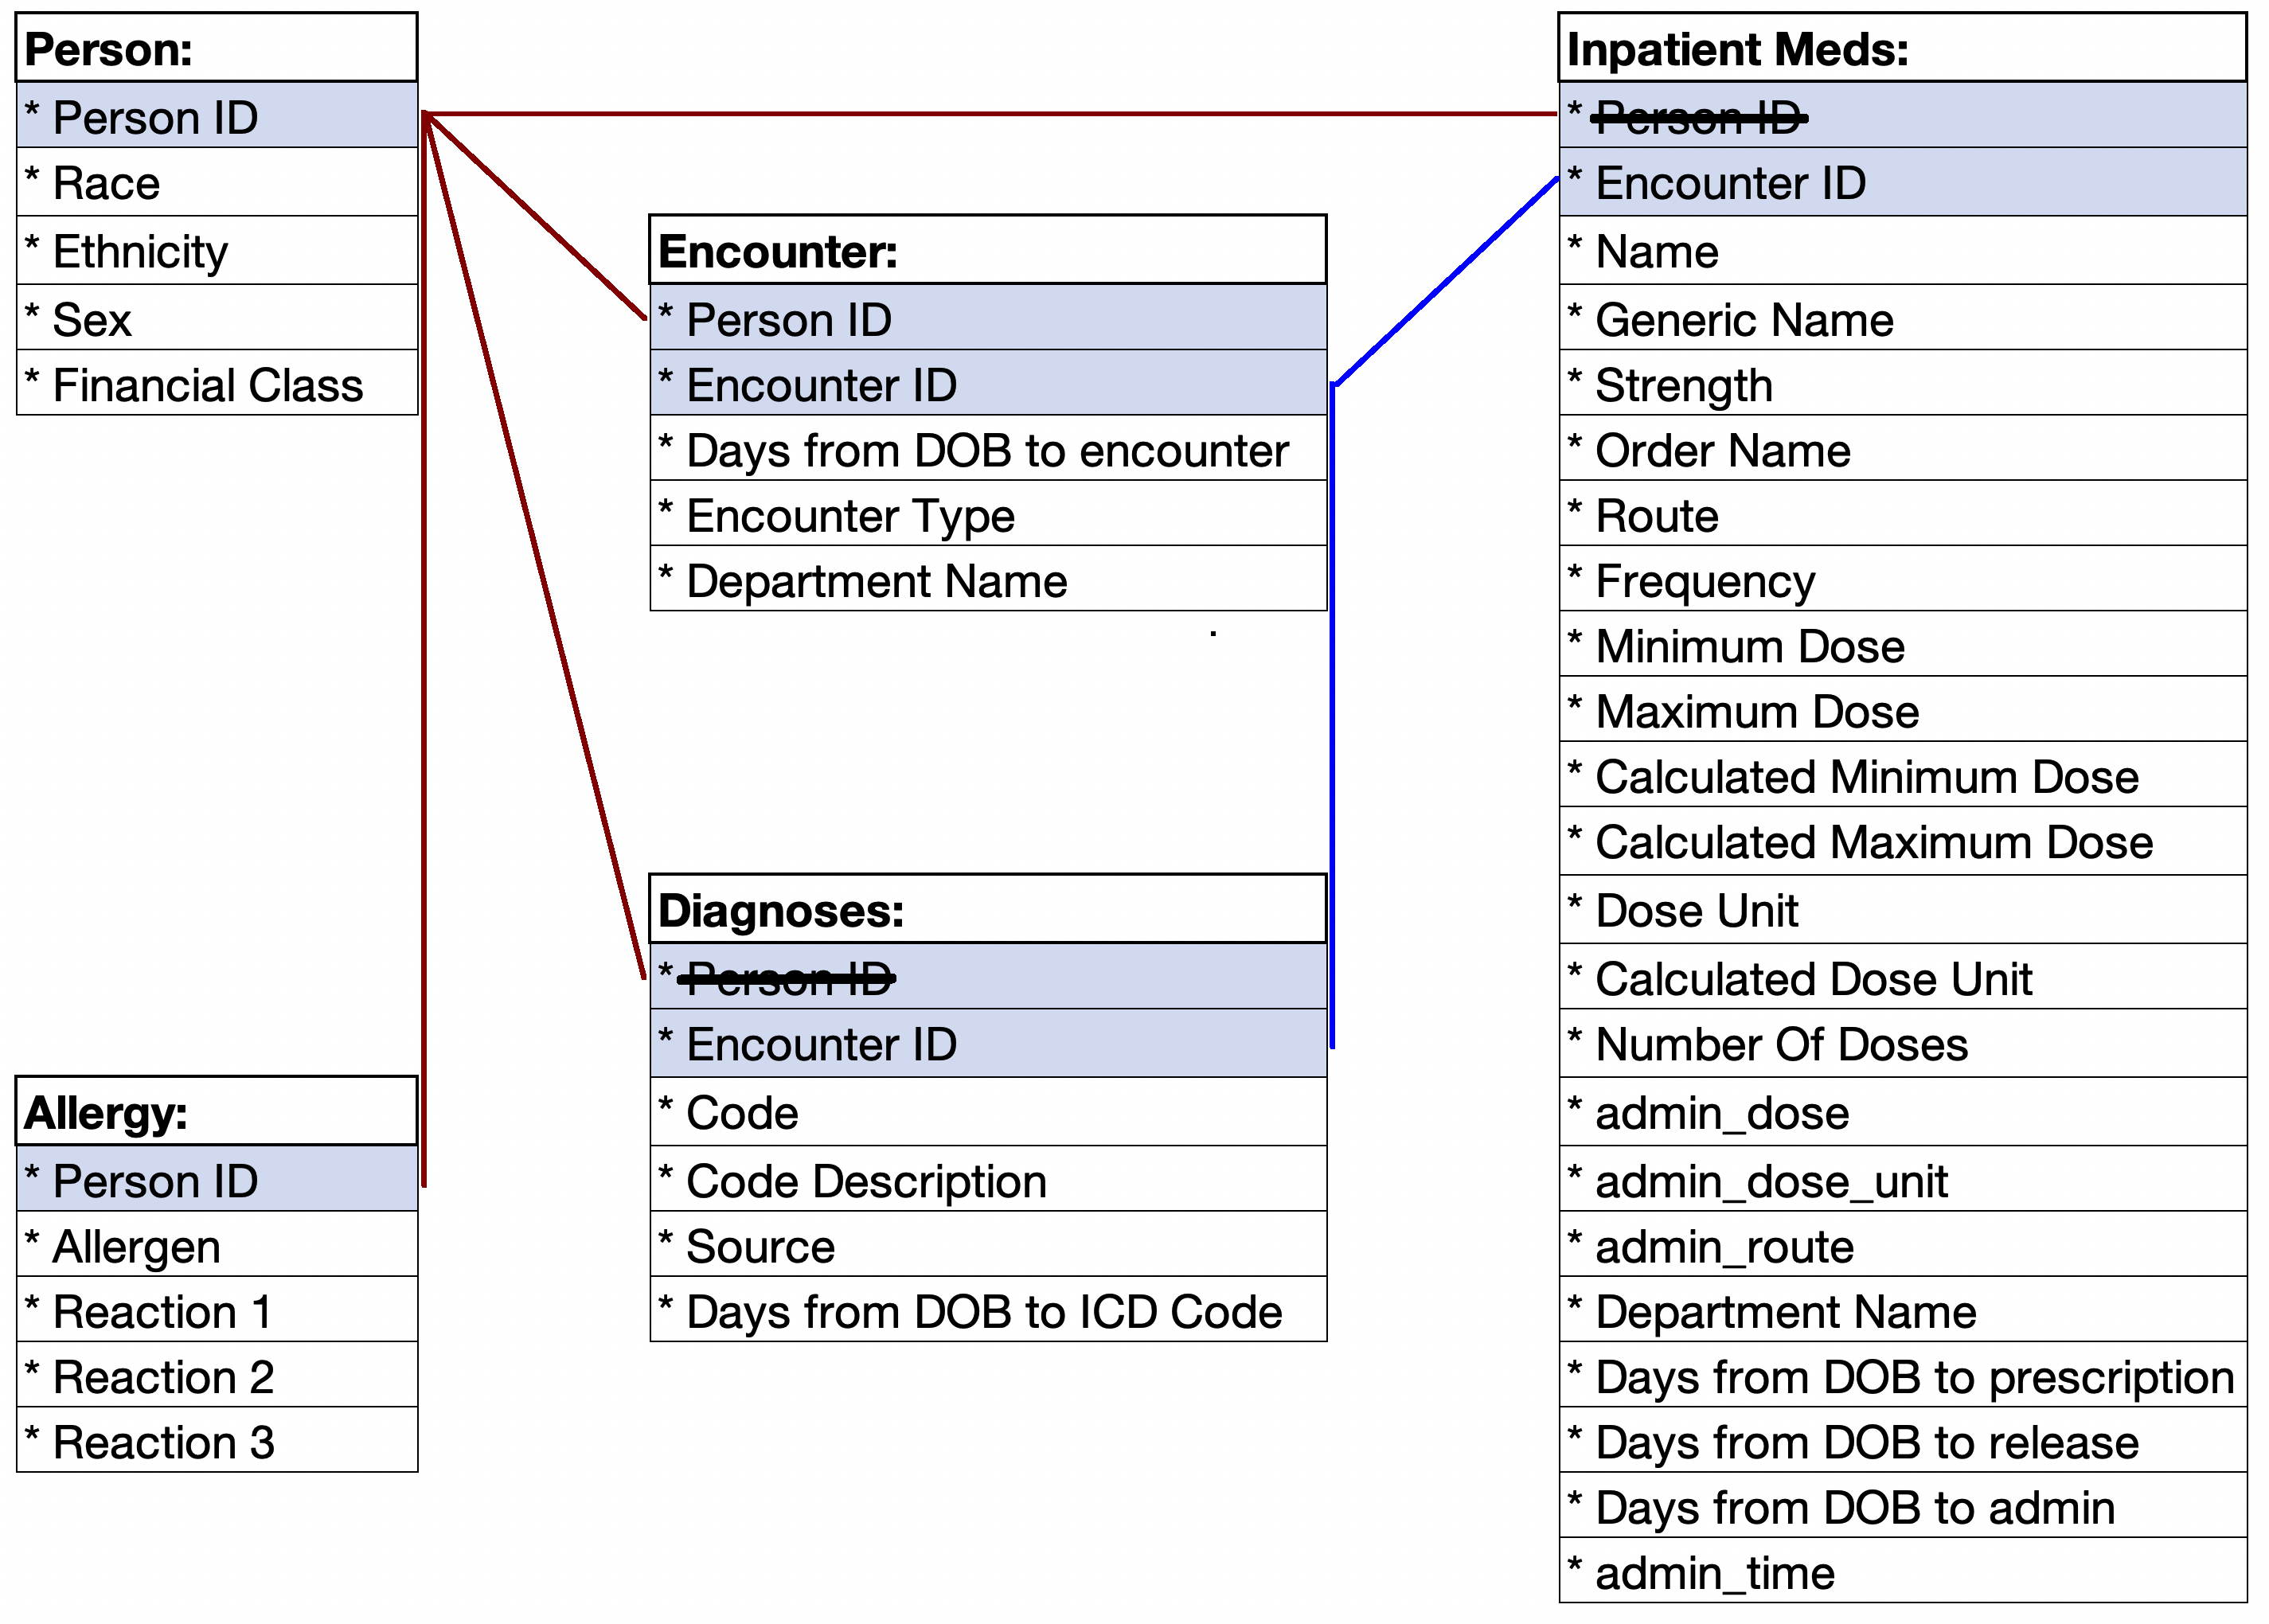 Person:
* Person ID
* Race
* Ethnicity
* Sex
* Financial Class
Encounter:
* Person ID
* Encounter ID
* Days from DOB to encounter
* Encounter Type
* Department Name
.
Diagnoses:
* Person ID
* Encounter ID
* Code
* Code Description
* Source
* Days from DOB to ICD Code
Allergy:
* Person ID
* Allergen
* Reaction 1
* Reaction 2
* Reaction 3
Inpatient Meds:
* Person ID
* Encounter ID
* Name
* Generic Name
* Strength
* Order Name
* Route
* Frequency
* Minimum Dose
* Maximum Dose
* Calculated Minimum Dose
* Calculated Maximum Dose
* Dose Unit
* Calculated Dose Unit
* Number Of Doses
* admin_dose
* admin_dose_unit
* admin_route
* Department Name
* Days from DOB to prescription
* Days from DOB to release
* Days from DOB to admin
* admin_time